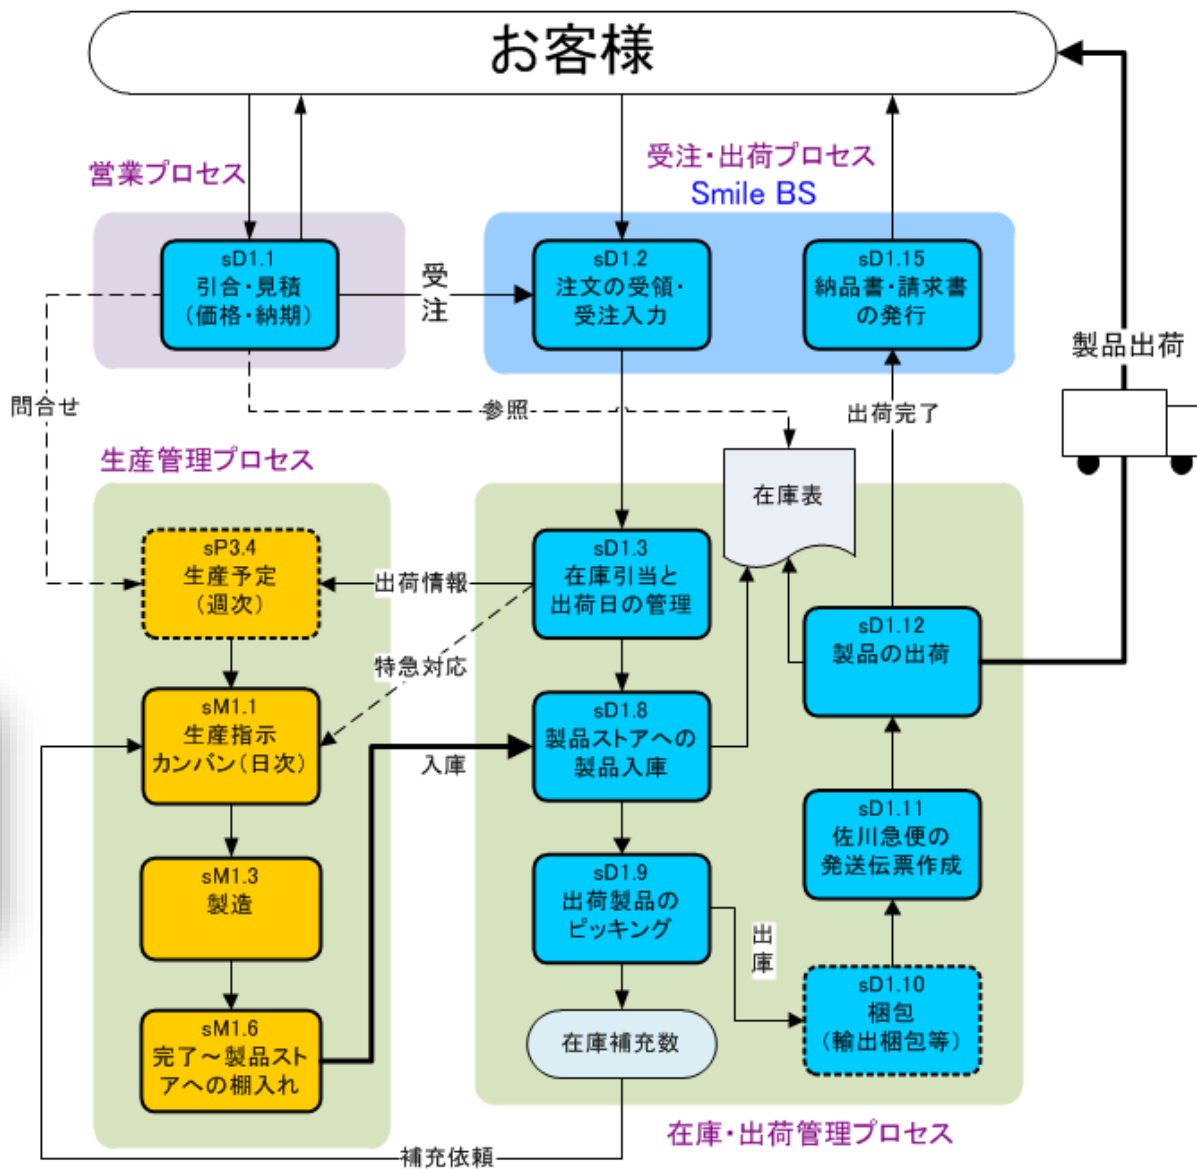 お客様
営業プロセス
受注・出荷プロセス
Smile BS
sD1.1
引合・見積
（価格・納期）
受
注
sD1.2
注文の受領・
受注入力
sD1.15
納品書・請求書
の発行
製品出荷
問合せ
参照
出荷完了
生産管理プロセス
在庫表
sP3.4
生産予定
（週次）
出荷情報
sD1.3
在庫引当と
出荷日の管理
sD1.12
製品の出荷
特急対応
sM1.1
生産指示
カンバン（日次）
入庫
sD1.8
製品ストアへの
製品入庫
sD1.11
佐川急便の
発送伝票作成
sM1.3
製造
sD1.9
出荷製品の
ピッキング
出
庫
sD1.10
梱包
（輸出梱包等）
sM1.6
完了～製品スト
アへの棚入れ
在庫補充数
在庫・出荷管理プロセス
補充依頼